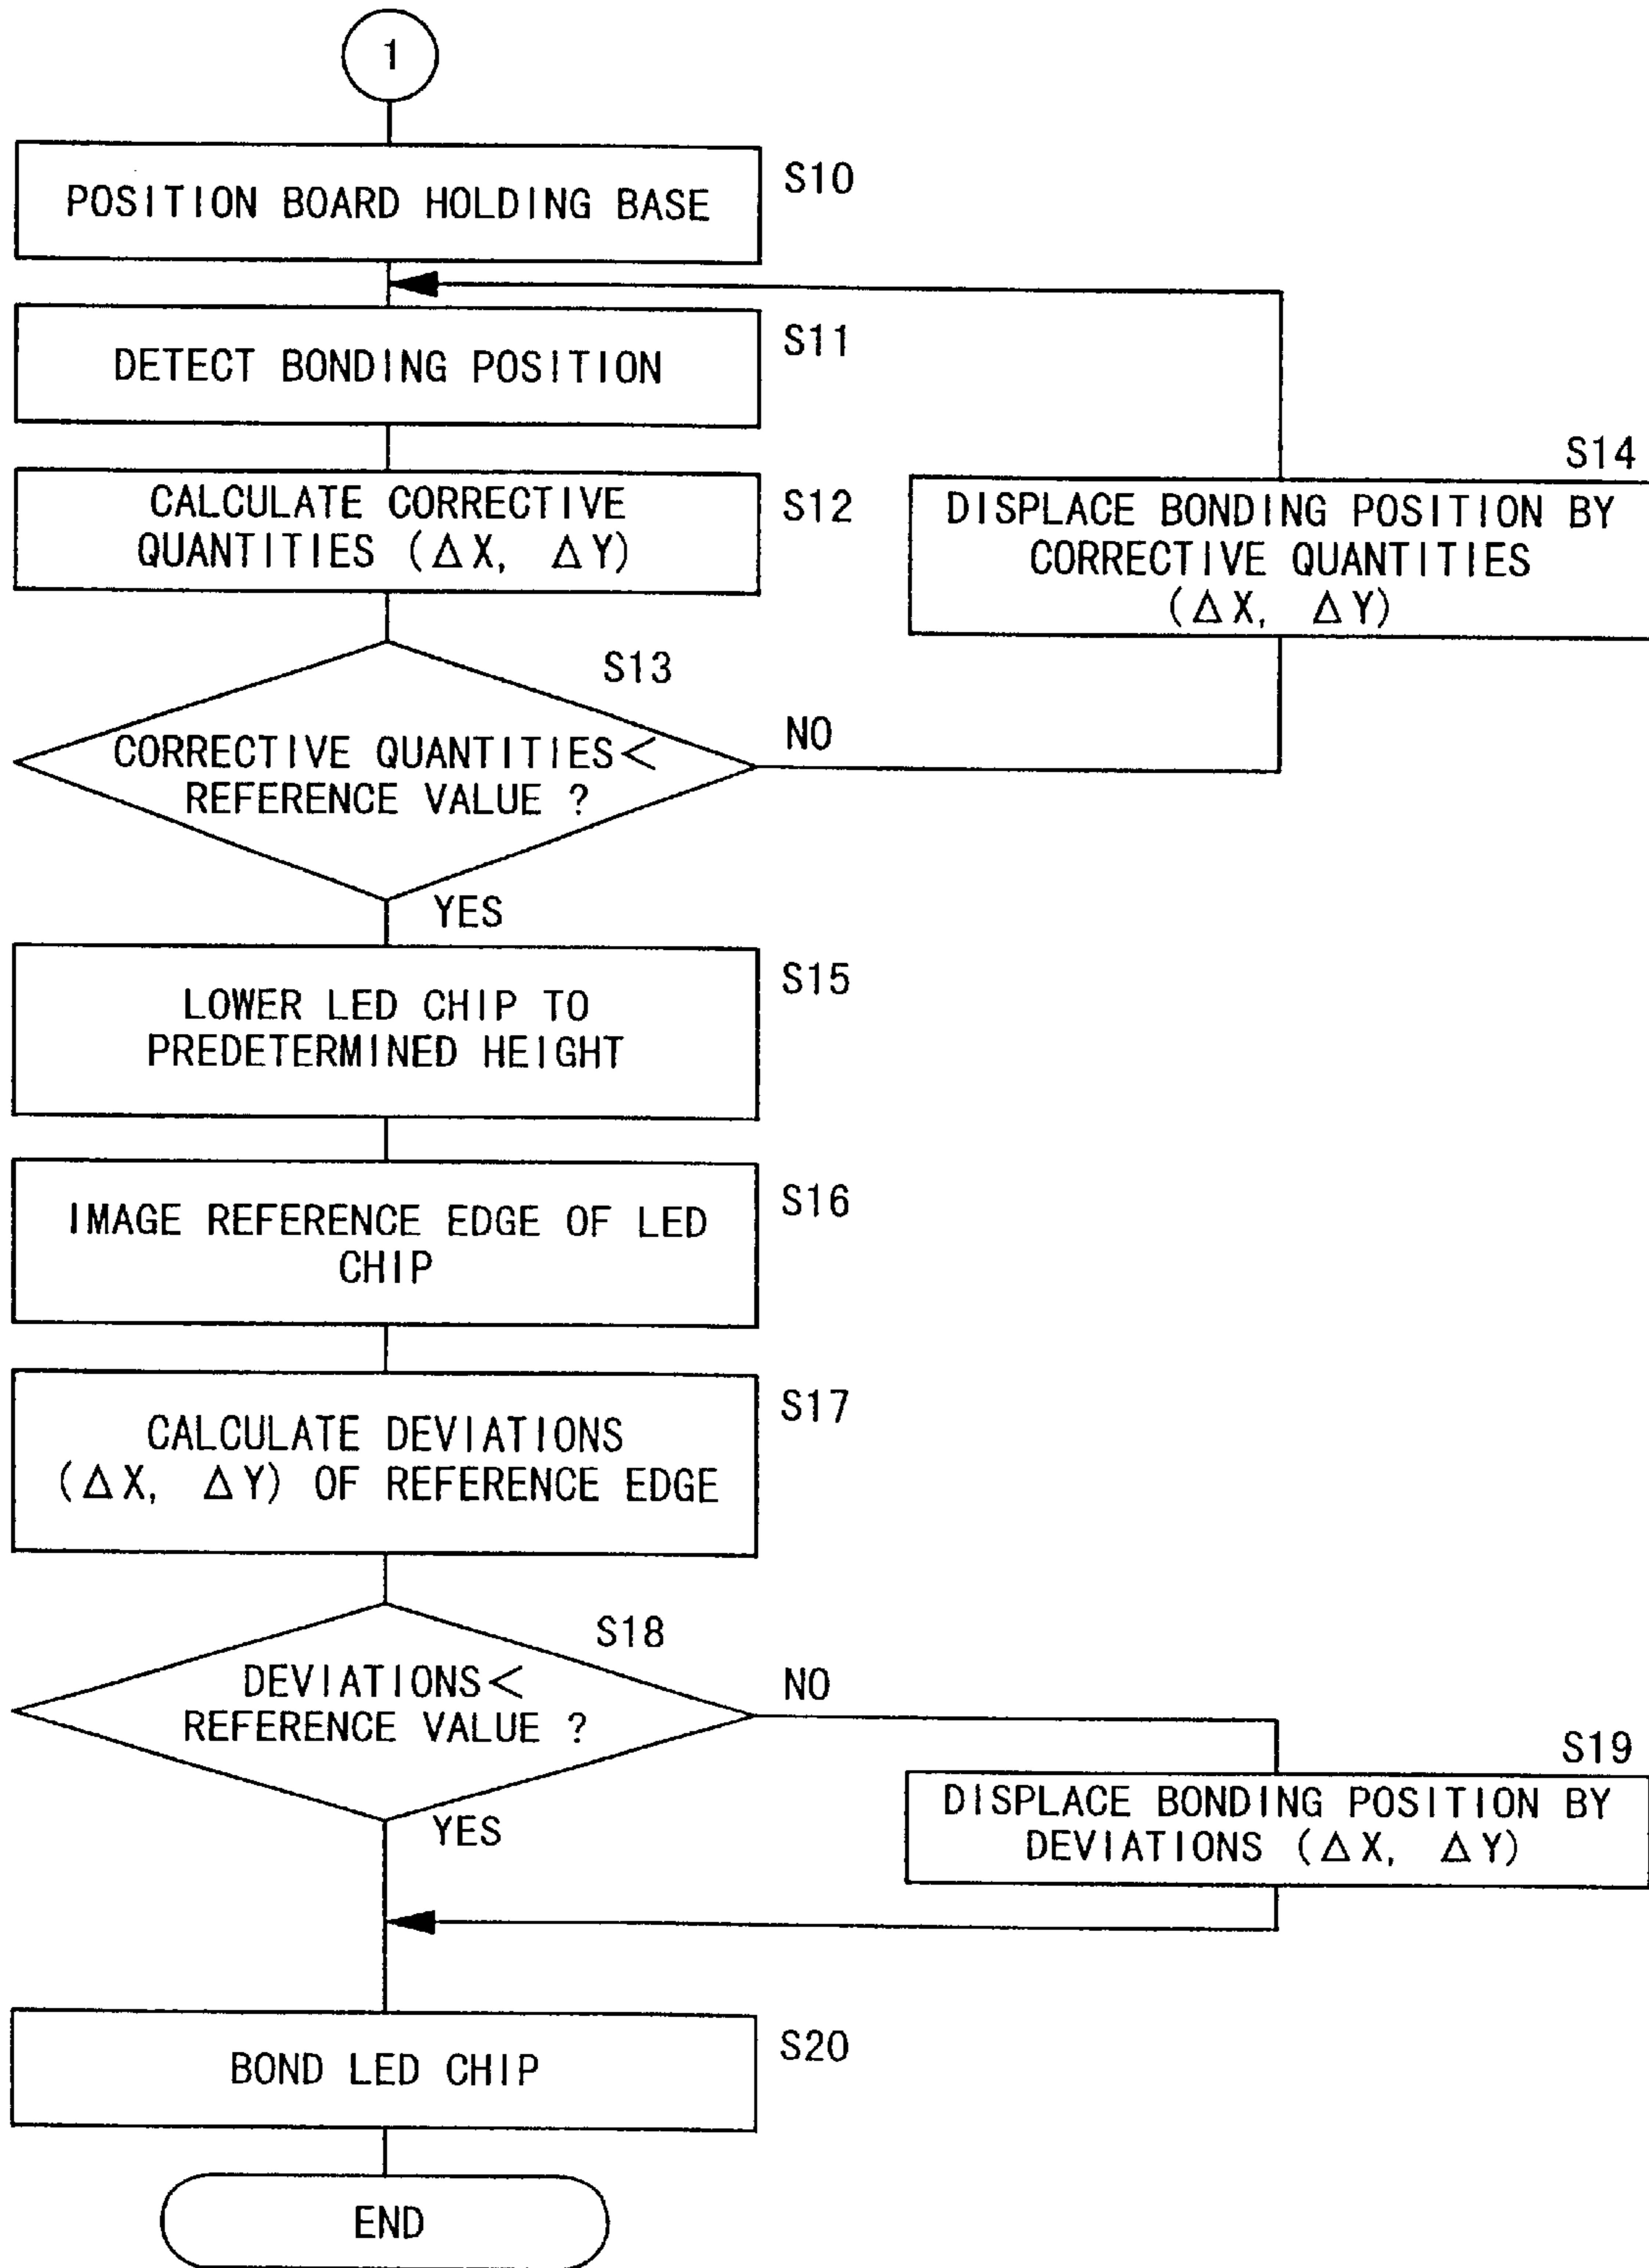 1
POSITION BOARD HOLDING BASE
S10
DETECT BONDING POSITION
S11
CALCULATE CORRECTIVE
QUANTITIES (ΔX, ΔY)
S12
S14
DISPLACE BONDING POSITION BY
CORRECTIVE QUANTITIES
(ΔX, ΔY)
S13
CORRECTIVE QUANTITIES<
REFERENCE VALUE ?
NO
YES
LOWER LED CHIP TO
PREDETERMINED HEIGHT
S15
IMAGE REFERENCE EDGE OF LED
CHIP
S16
CALCULATE DEVIATIONS
(ΔX, ΔY) OF REFERENCE EDGE
S17
S18
DEVIATIONS<
REFERENCE VALUE ?
NO
YES
S19
DISPLACE BONDING POSITION BY
DEVIATIONS (ΔX, ΔY)
BOND LED CHIP
S20
END